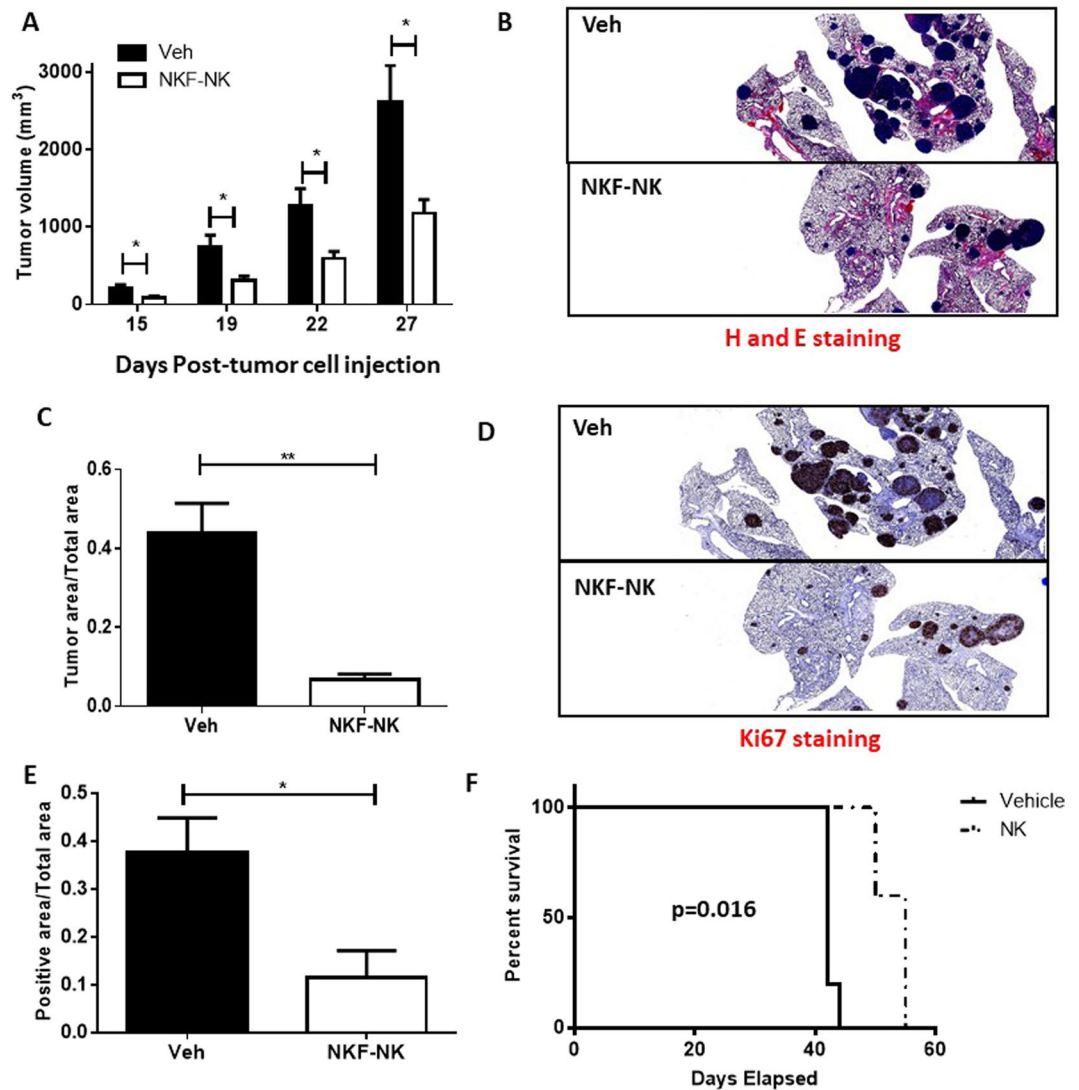 A
Veh
NKF-NK
Tumor volume (mm³)
3000
2000
1000
0
*
*
*
*
15 19 22 27
Days Post-tumor cell injection
B
Veh
NKF-NK
H and E staining
C
Tumor area/Total area
0.6
0.4
0.2
0.0
**
Veh NKF-NK
D
Veh
NKF-NK
Ki67 staining
E
Positive area/Total area
0.5
0.4
0.3
0.2
0.1
0.0
*
Veh NKF-NK
F
Percent survival
100
50
0
p=0.016
Vehicle
NK
0 20 40 60
Days Elapsed